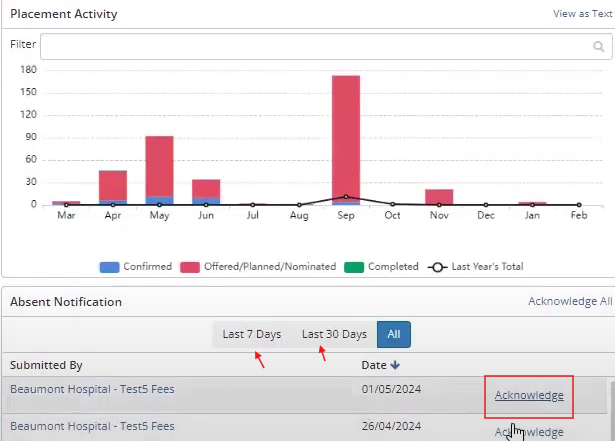 Placement Activity View as Text
Filter
180
150
120
90
60
30
0
Mar Apr May Jun Jul Aug Sep Oct Nov Dec Jan Feb
Confirmed Offered/Planned/Nominated Completed Last Year's Total
Absent Notification Acknowledge All
Last 7 Days Last 30 Days All
Submitted By Date
Beaumont Hospital - Test5 Fees 01/05/2024 Acknowledge
Beaumont Hospital - Test5 Fees 26/04/2024 Acknowledge